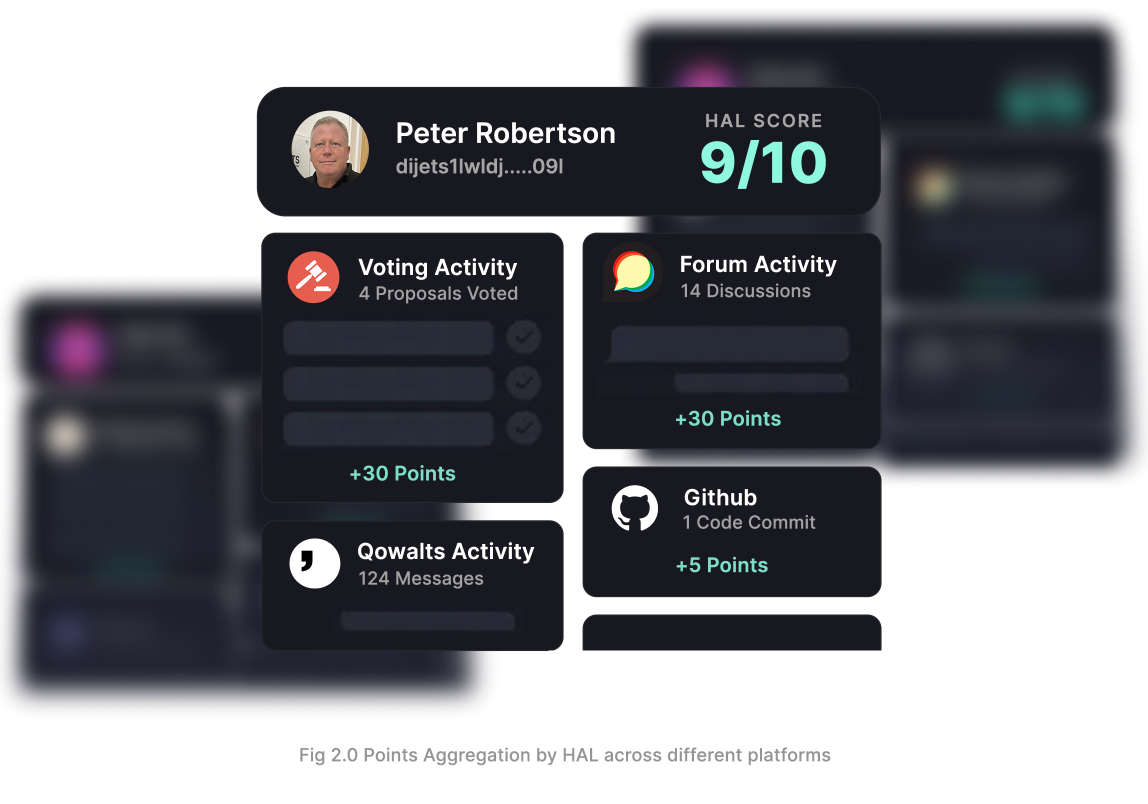 Peter Robertson
dijets1lwldj.....09l
HAL SCORE
9/10
Voting Activity
4 Proposals Voted
+30 Points
Forum Activity
14 Discussions
+30 Points
Qowalts Activity
124 Messages
Github
1 Code Commit
+5 Points
Fig 2.0 Points Aggregation by HAL across different platforms